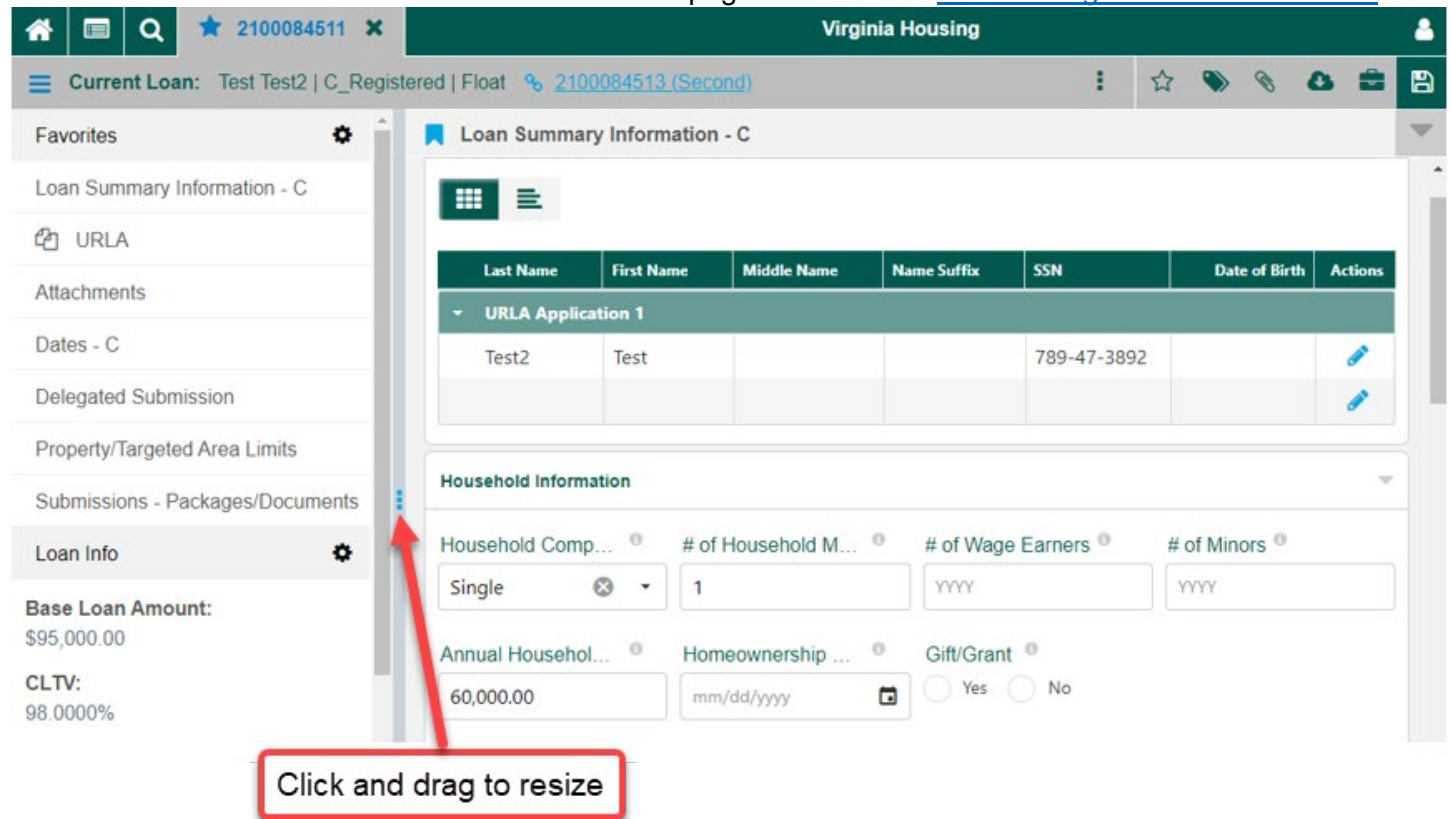 page
2100084511
Virginia Housing
Current Loan: Test Test2 | C_Registered | Float 2100084513 (Second)
Favorites
Loan Summary Information - C
URLA
Attachments
Dates - C
Delegated Submission
Property/Targeted Area Limits
Submissions - Packages/Documents
Loan Info
Base Loan Amount:
$95,000.00
CLTV:
98.0000%
Loan Summary Information - C
Last Name First Name Middle Name Name Suffix SSN Date of Birth Actions
URLA Application 1
Test2 Test 789-47-3892
Household Information
Household Comp... # of Household M... # of Wage Earners # of Minors
Single 1 YYYY YYYY
Annual Househol... Homeownership ... Gift/Grant
60,000.00 mm/dd/yyyy Yes No
Click and drag to resize